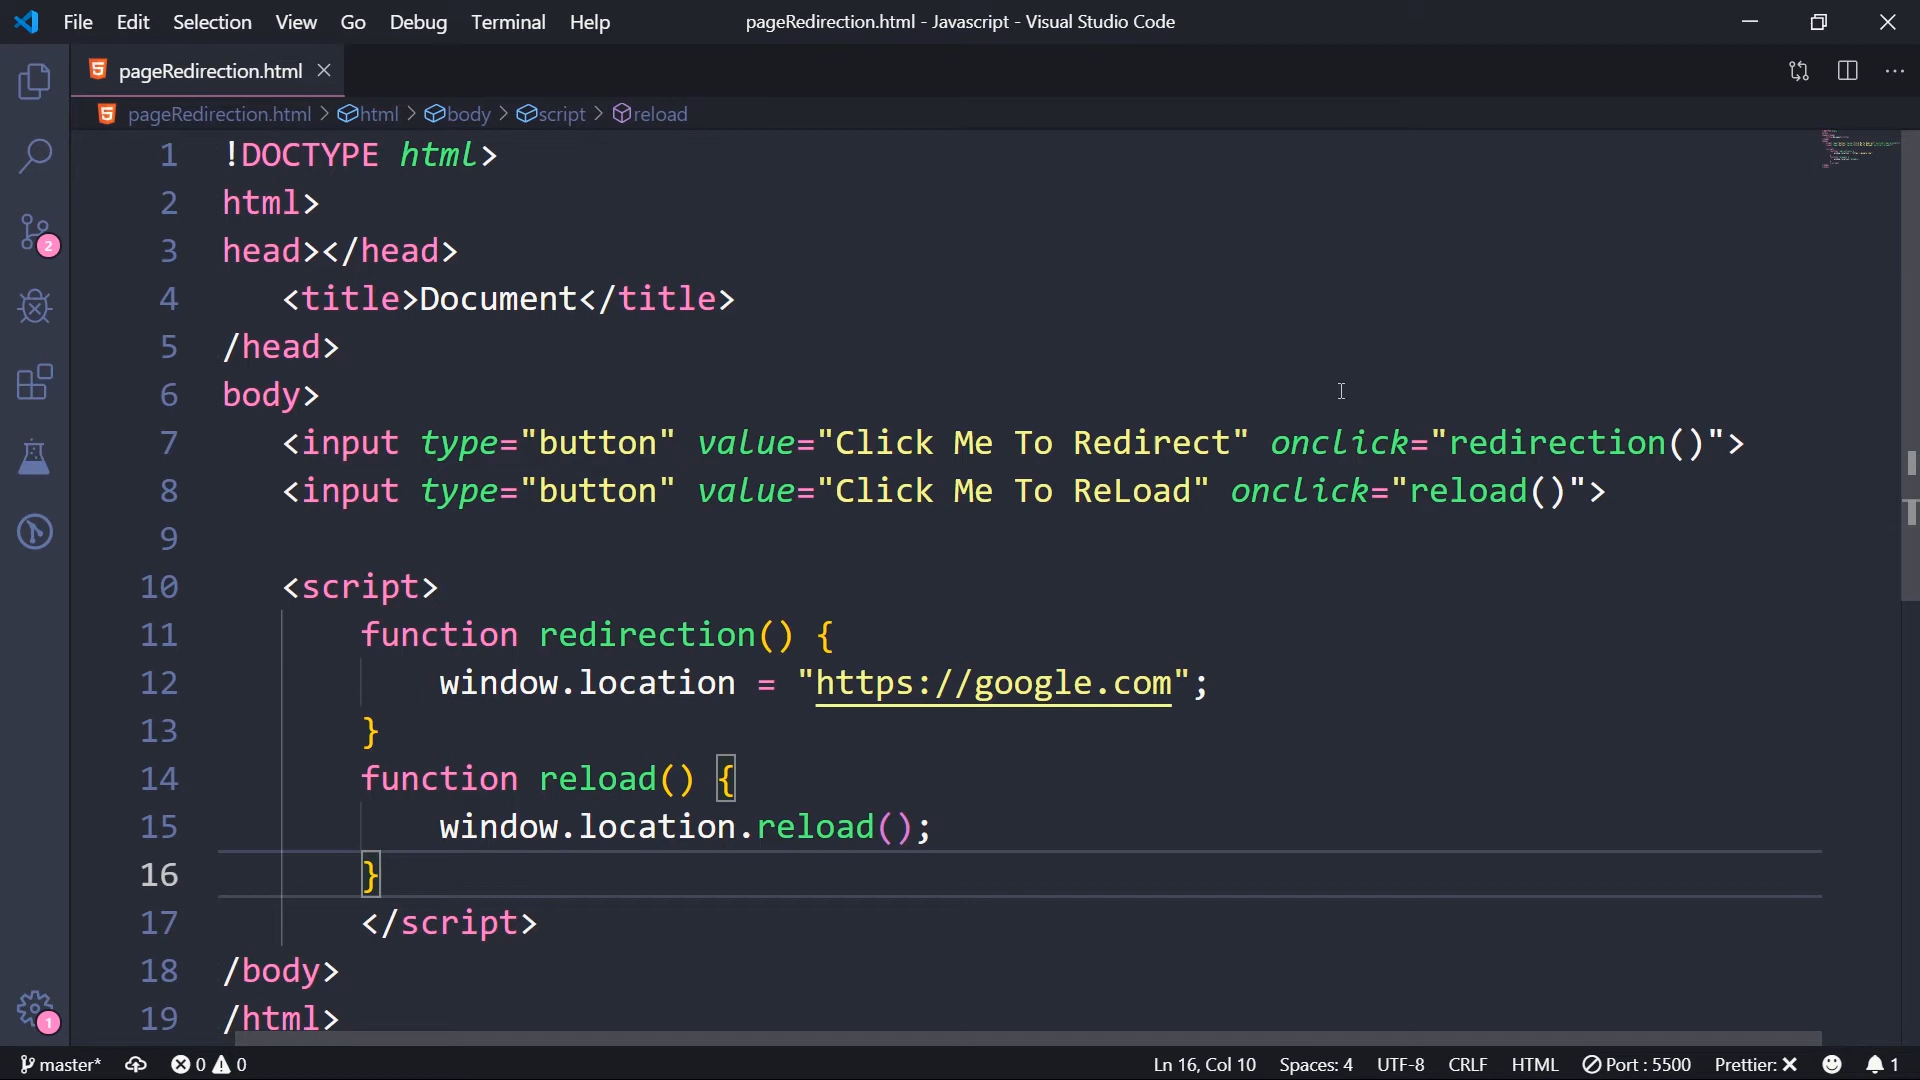 File Edit Selection View Go Debug Terminal Help pageRedirection.html - Javascript - Visual Studio Code
pageRedirection.html
pageRedirection.html > html > body > script > reload
1 !DOCTYPE html>
2 html>
3 head></head>
4 <title>Document</title>
5 /head>
6 body>
7 <input type="button" value="Click Me To Redirect" onclick="redirection()">
8 <input type="button" value="Click Me To ReLoad" onclick="reload()">
9
10 <script>
11 function redirection() {
12 window.location = "https://google.com";
13 }
14 function reload() {
15 window.location.reload();
16 }
17 </script>
18 /body>
19 /html>
2
1
master* 0 0 Ln 16, Col 10 Spaces: 4 UTF-8 CRLF HTML Port : 5500 Prettier: ✕ 1